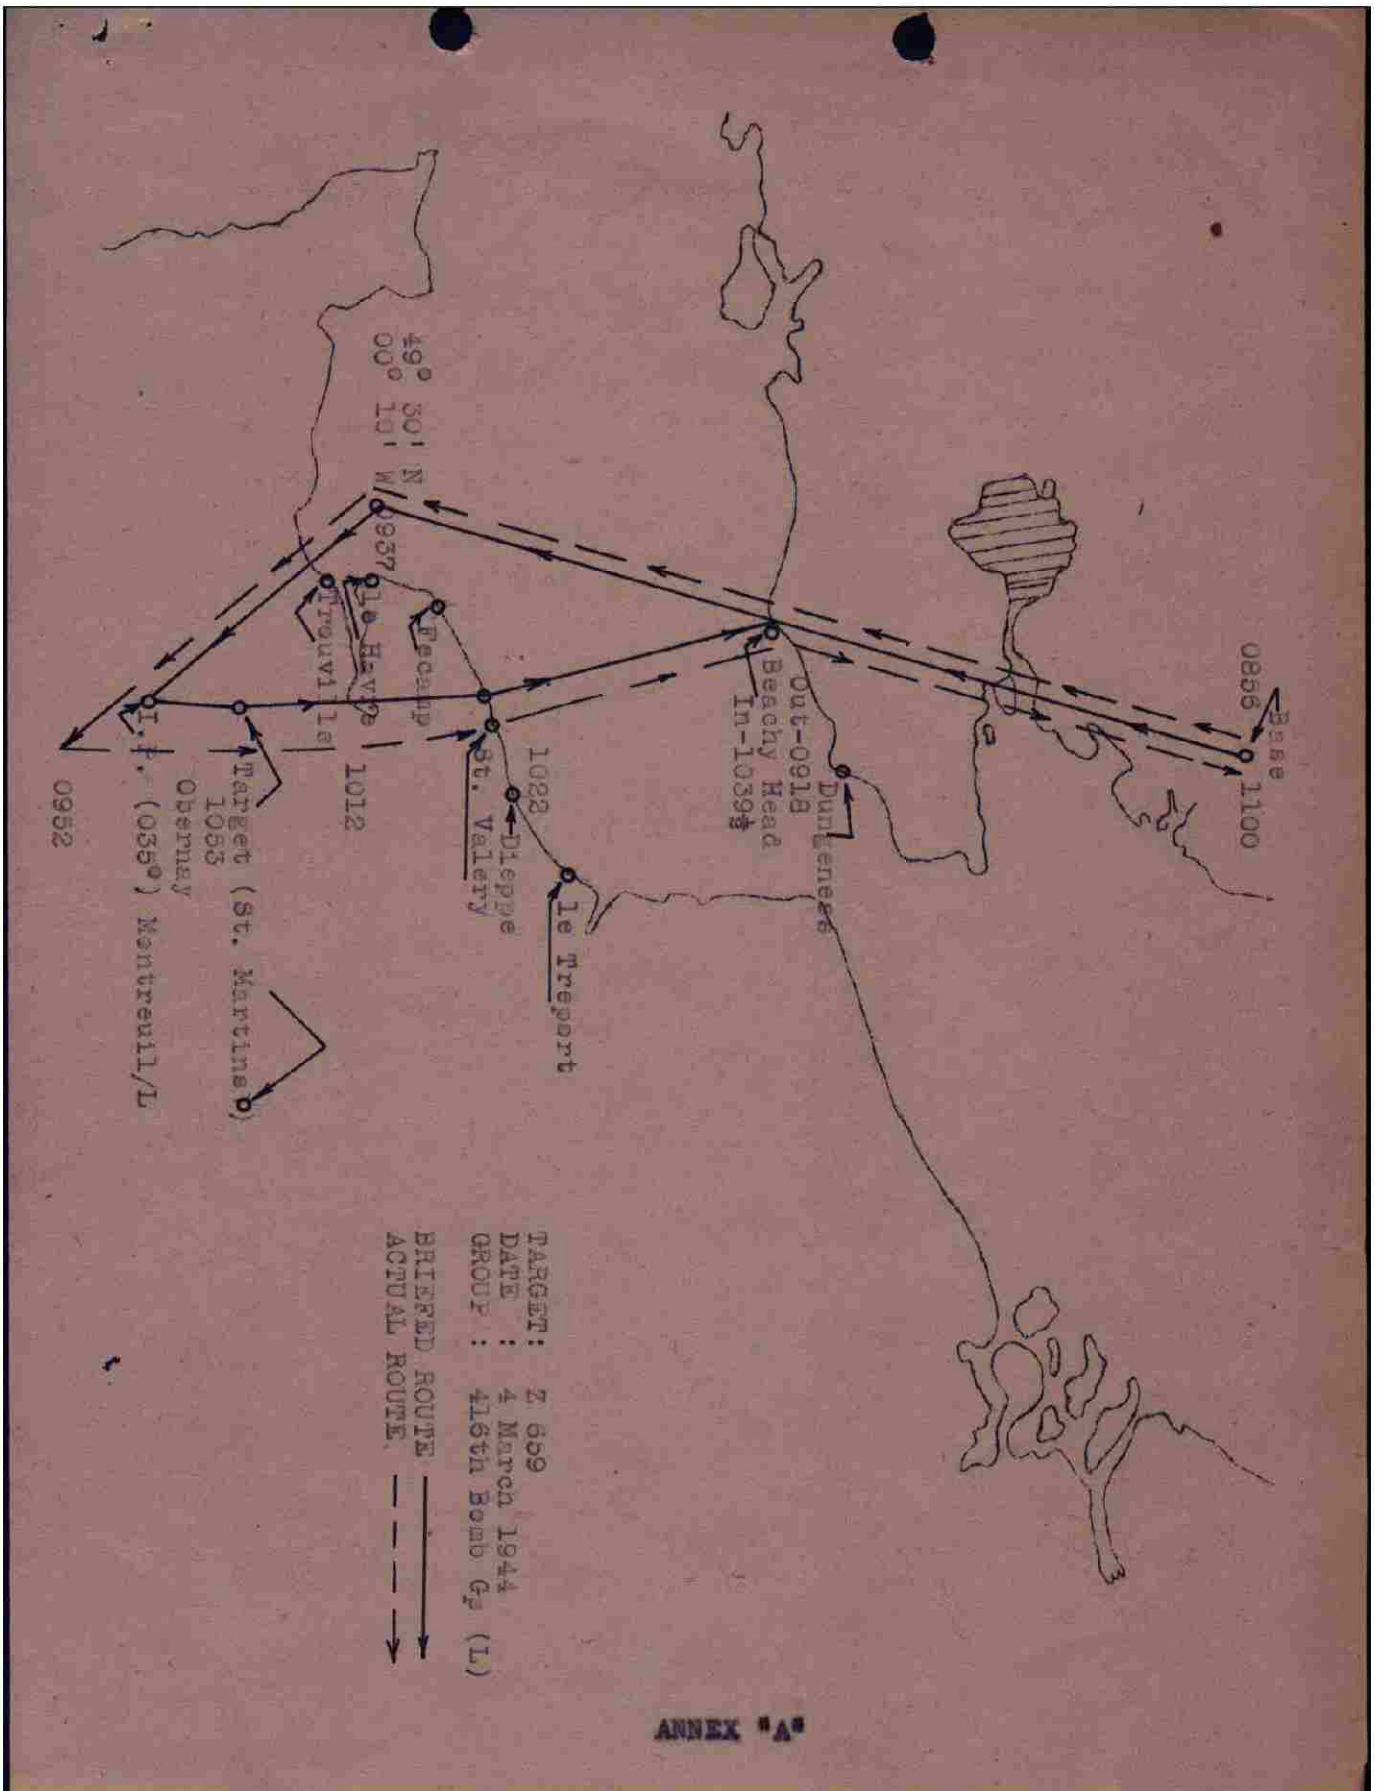 Base
0856
1100
Dungeness
Out-0918
Beachy Head
In-1039½
1022
le Treport
Dieppe
St. Valery
Fecamp
le Havre
Trouville
49° 30' N
00° 10' W
0937
1012
Target (St. Martins)
1053
Obernay
I.P. (035°) Montreuil/L
0952
TARGET: Z 659
DATE : 4 March 1944
GROUP : 416th Bomb Gp (L)
BRIEFED ROUTE
ACTUAL ROUTE
ANNEX "A"